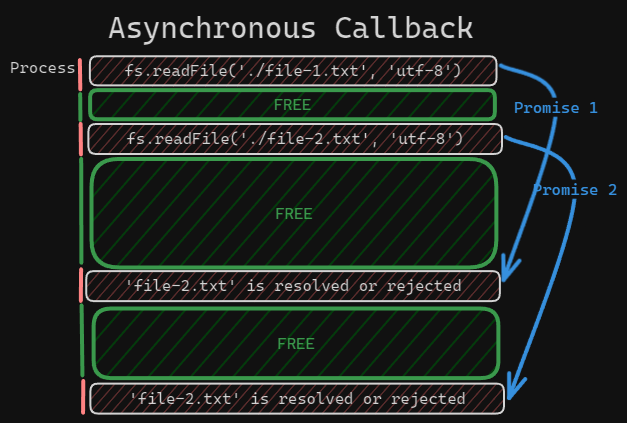 Asynchronous Callback
Process
fs.readFile('./file-1.txt', 'utf-8')
FREE
Promise 1
fs.readFile('./file-2.txt', 'utf-8')
Promise 2
FREE
'file-2.txt' is resolved or rejected
FREE
'file-2.txt' is resolved or rejected